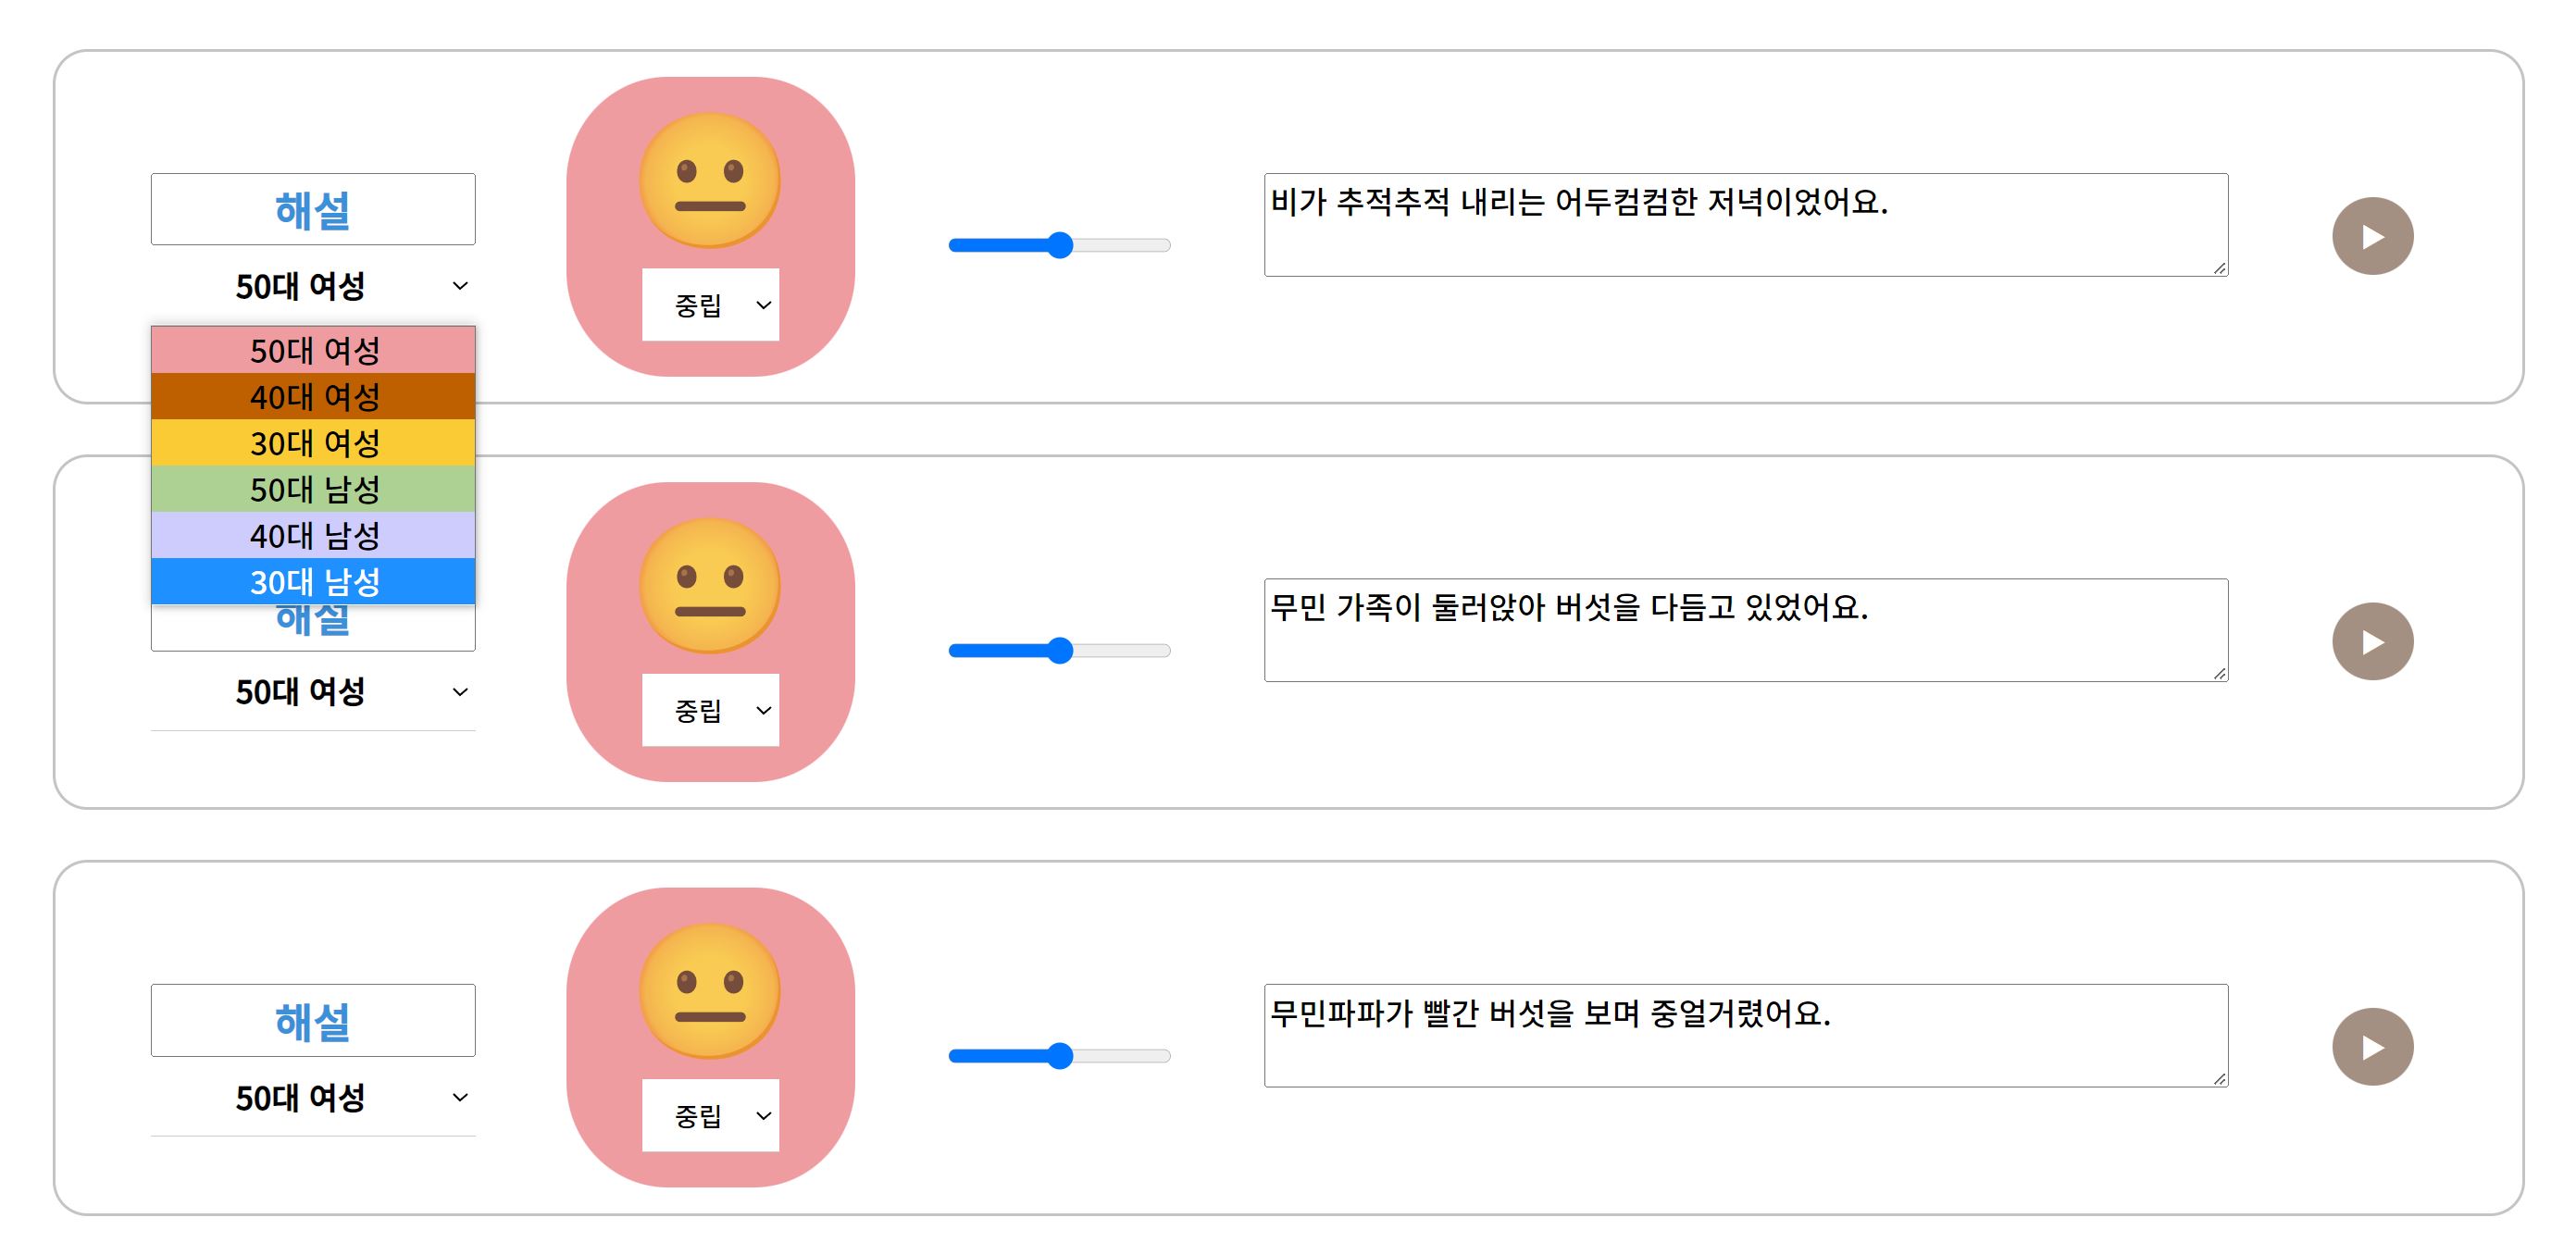 해설
50대 여성
50대 여성
40대 여성
30대 여성
50대 남성
40대 남성
30대 남성
중립
비가 추적추적 내리는 어두컴컴한 저녁이었어요.
해설
50대 여성
중립
무민 가족이 둘러앉아 버섯을 다듬고 있었어요.
해설
50대 여성
중립
무민파파가 빨간 버섯을 보며 중얼거렸어요.